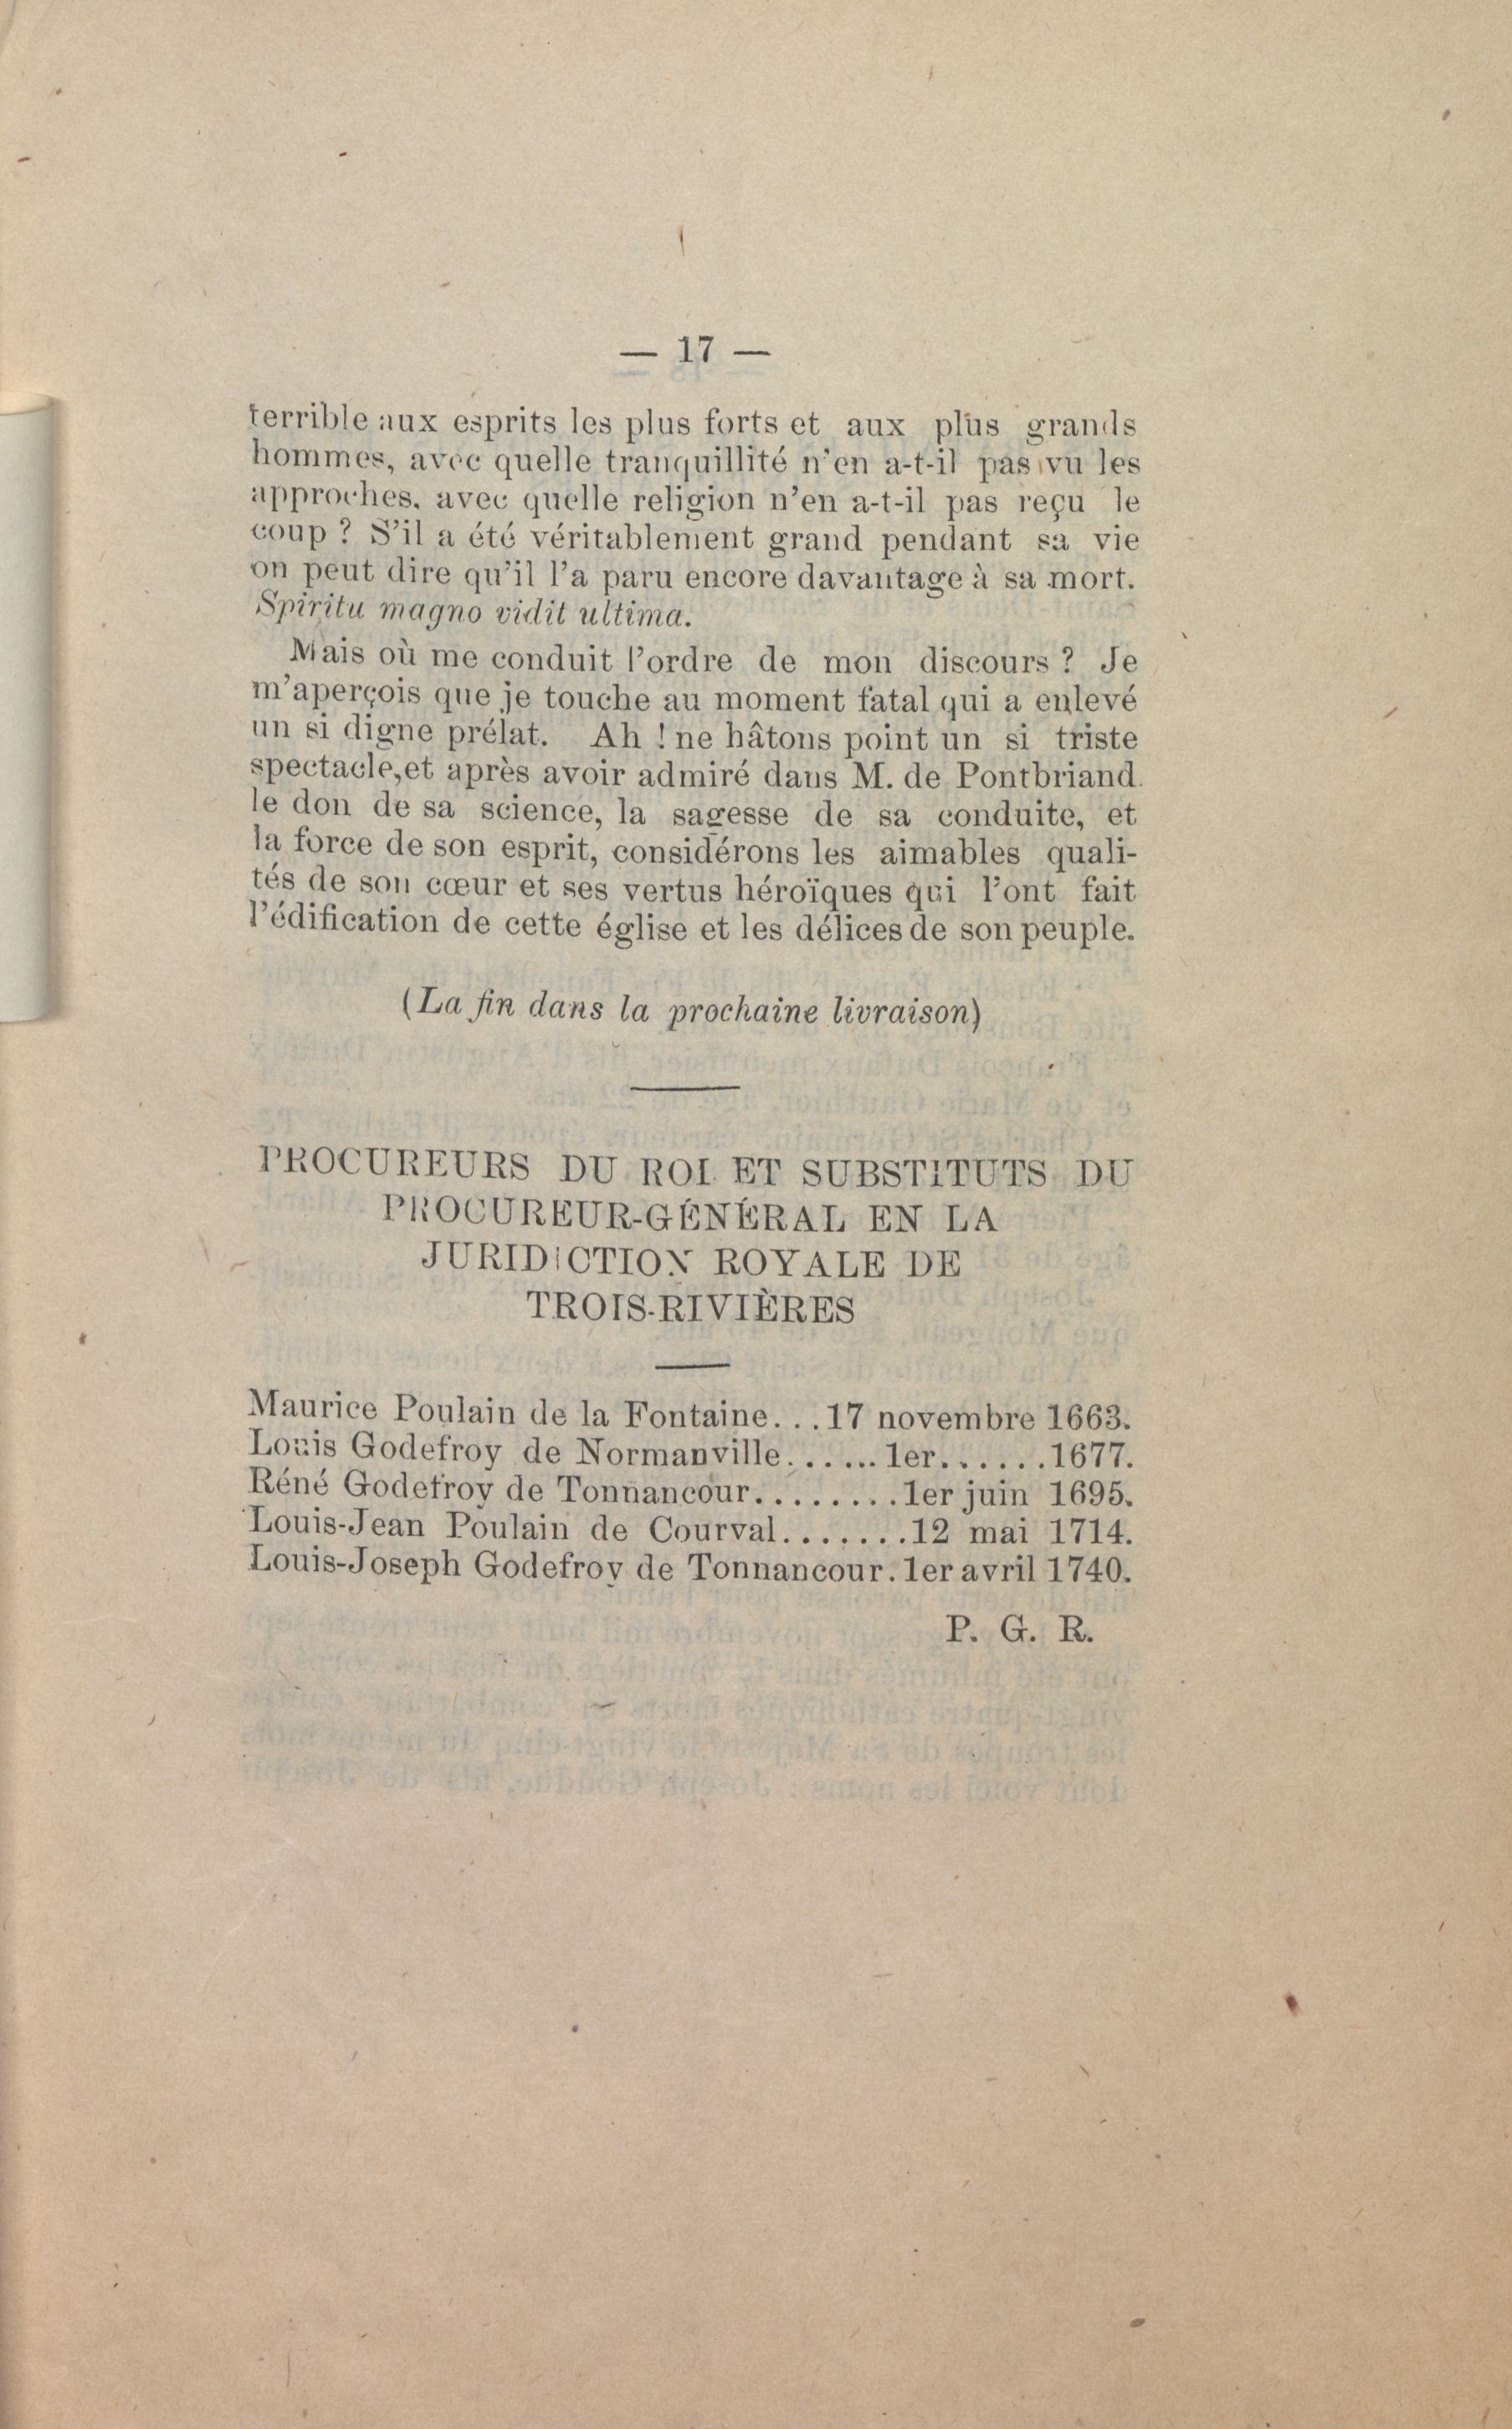 — 17 —
terrible aux esprits les plus forts et aux plus grands
hommes, avec quelle tranquillité n'en a-t-il pas vu les
approches, avec quelle religion n'en a-t-il pas reçu le
coup ? S'il a été véritablement grand pendant sa vie
on peut dire qu'il l'a paru encore davantage à sa mort.
Spiritu magno vidit ultima.
Mais où me conduit l'ordre de mon discours ? Je
m'aperçois que je touche au moment fatal qui a enlevé
un si digne prélat. Ah ! ne hâtons point un si triste
spectacle, et après avoir admiré dans M. de Pontbriand
le don de sa science, la sagesse de sa conduite, et
la force de son esprit, considérons les aimables quali-
tés de son cœur et ses vertus héroïques qui l'ont fait
l'édification de cette église et les délices de son peuple.
(La fin dans la prochaine livraison)
PROCUREURS DU ROI ET SUBSTITUTS DU
PROCUREUR-GÉNÉRAL EN LA
JURIDICTION ROYALE DE
TROIS-RIVIÈRES
Maurice Poulain de la Fontaine...17 novembre 1663.
Louis Godefroy de Normanville......1er......1677.
Réné Godefroy de Tonnancour........1er juin 1695.
Louis-Jean Poulain de Courval.......12 mai 1714.
Louis-Joseph Godefroy de Tonnancour.1er avril 1740.
P. G. R.